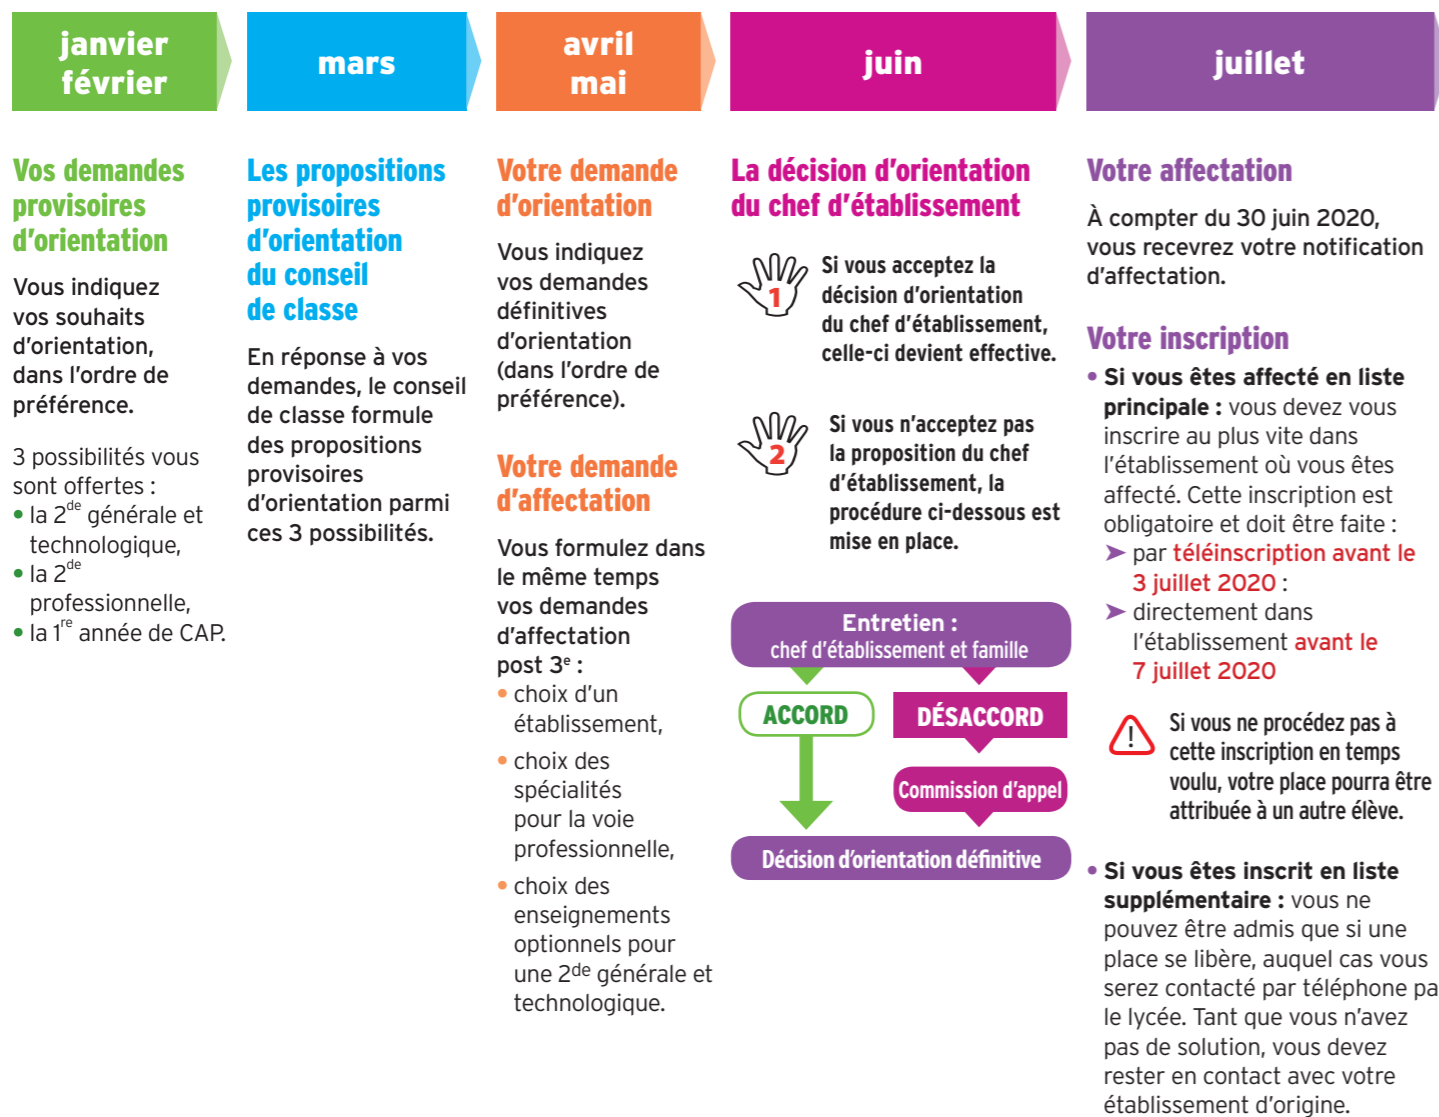 janvier
février
mars
avril
mai
juin
juillet
Vos demandes
provisoires
d'orientation
Vous indiquez
vos souhaits
d'orientation,
dans l'ordre de
préférence.
3 possibilités vous
sont offertes :
• la 2de générale et
technologique,
• la 2de
professionnelle,
• la 1re année de CAP.
Les propositions
provisoires
d'orientation
du conseil
de classe
En réponse à vos
demandes, le conseil
de classe formule
des propositions
provisoires
d'orientation parmi
ces 3 possibilités.
Votre demande
d'orientation
Vous indiquez
vos demandes
définitives
d'orientation
(dans l'ordre de
préférence).
Votre demande
d'affectation
Vous formulez dans
le même temps
vos demandes
d'affectation
post 3e :
• choix d'un
établissement,
• choix des
spécialités
pour la voie
professionnelle,
• choix des
enseignements
optionnels pour
une 2de générale et
technologique.
La décision d'orientation
du chef d'établissement
1
Si vous acceptez la
décision d'orientation
du chef d'établissement,
celle-ci devient effective.
2
Si vous n'acceptez pas
la proposition du chef
d'établissement, la
procédure ci-dessous est
mise en place.
Entretien :
chef d'établissement et famille
ACCORD
DÉSACCORD
Commission d'appel
Décision d'orientation définitive
Votre affectation
À compter du 30 juin 2020,
vous recevrez votre notification
d'affectation.
Votre inscription
• Si vous êtes affecté en liste
principale : vous devez vous
inscrire au plus vite dans
l'établissement où vous êtes
affecté. Cette inscription est
obligatoire et doit être faite :
➤ par téléinscription avant le
3 juillet 2020 :
➤ directement dans
l'établissement avant le
7 juillet 2020
!
Si vous ne procédez pas à
cette inscription en temps
voulu, votre place pourra être
attribuée à un autre élève.
• Si vous êtes inscrit en liste
supplémentaire : vous ne
pouvez être admis que si une
place se libère, auquel cas vous
serez contacté par téléphone pa
le lycée. Tant que vous n'avez
pas de solution, vous devez
rester en contact avec votre
établissement d'origine.